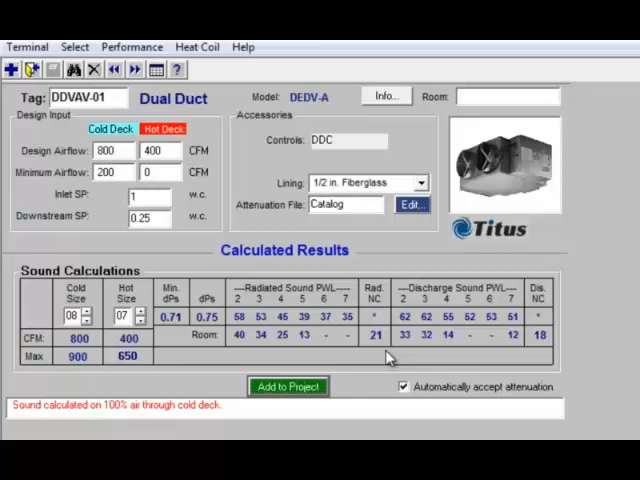 Terminal Select Performance Heat Coil Help
Tag: DDVAV-01 Dual Duct Model: DEDV-A Info... Room:
Design Input Accessories
Cold Deck Hot Deck
Controls: DDC
Design Airflow: 800 400 CFM
Minimum Airflow: 200 0 CFM
Lining: 1/2 in. Fiberglass
Inlet SP: 1 w.c.
Attenuation File: Catalog Edit...
Downstream SP: 0.25 w.c.
Titus
Calculated Results
Sound Calculations
Cold Size Hot Size Min. dPs dPs ----Radiated Sound PWL----- Rad. NC ---Discharge Sound PWL--- Dis. NC
2 3 4 5 6 7 2 3 4 5 6 7
08 07 0.71 0.75 58 53 45 39 37 35 * 62 62 55 52 53 51 *
CFM: 800 400 Room: 40 34 25 13 - - 21 33 32 14 - - 12 18
Max 900 650
Add to Project Automatically accept attenuation
Sound calculated on 100% air through cold deck.